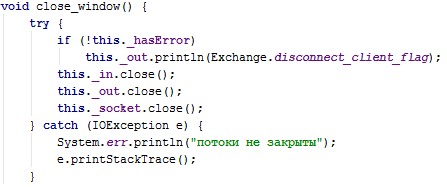 void close_window() {
try {
if (!this._hasError)
this._out.println(Exchange.disconnect_client_flag);
this._in.close();
this._out.close();
this._socket.close();
} catch (IOException e) {
System.err.println("потоки не закрыты");
e.printStackTrace();
}